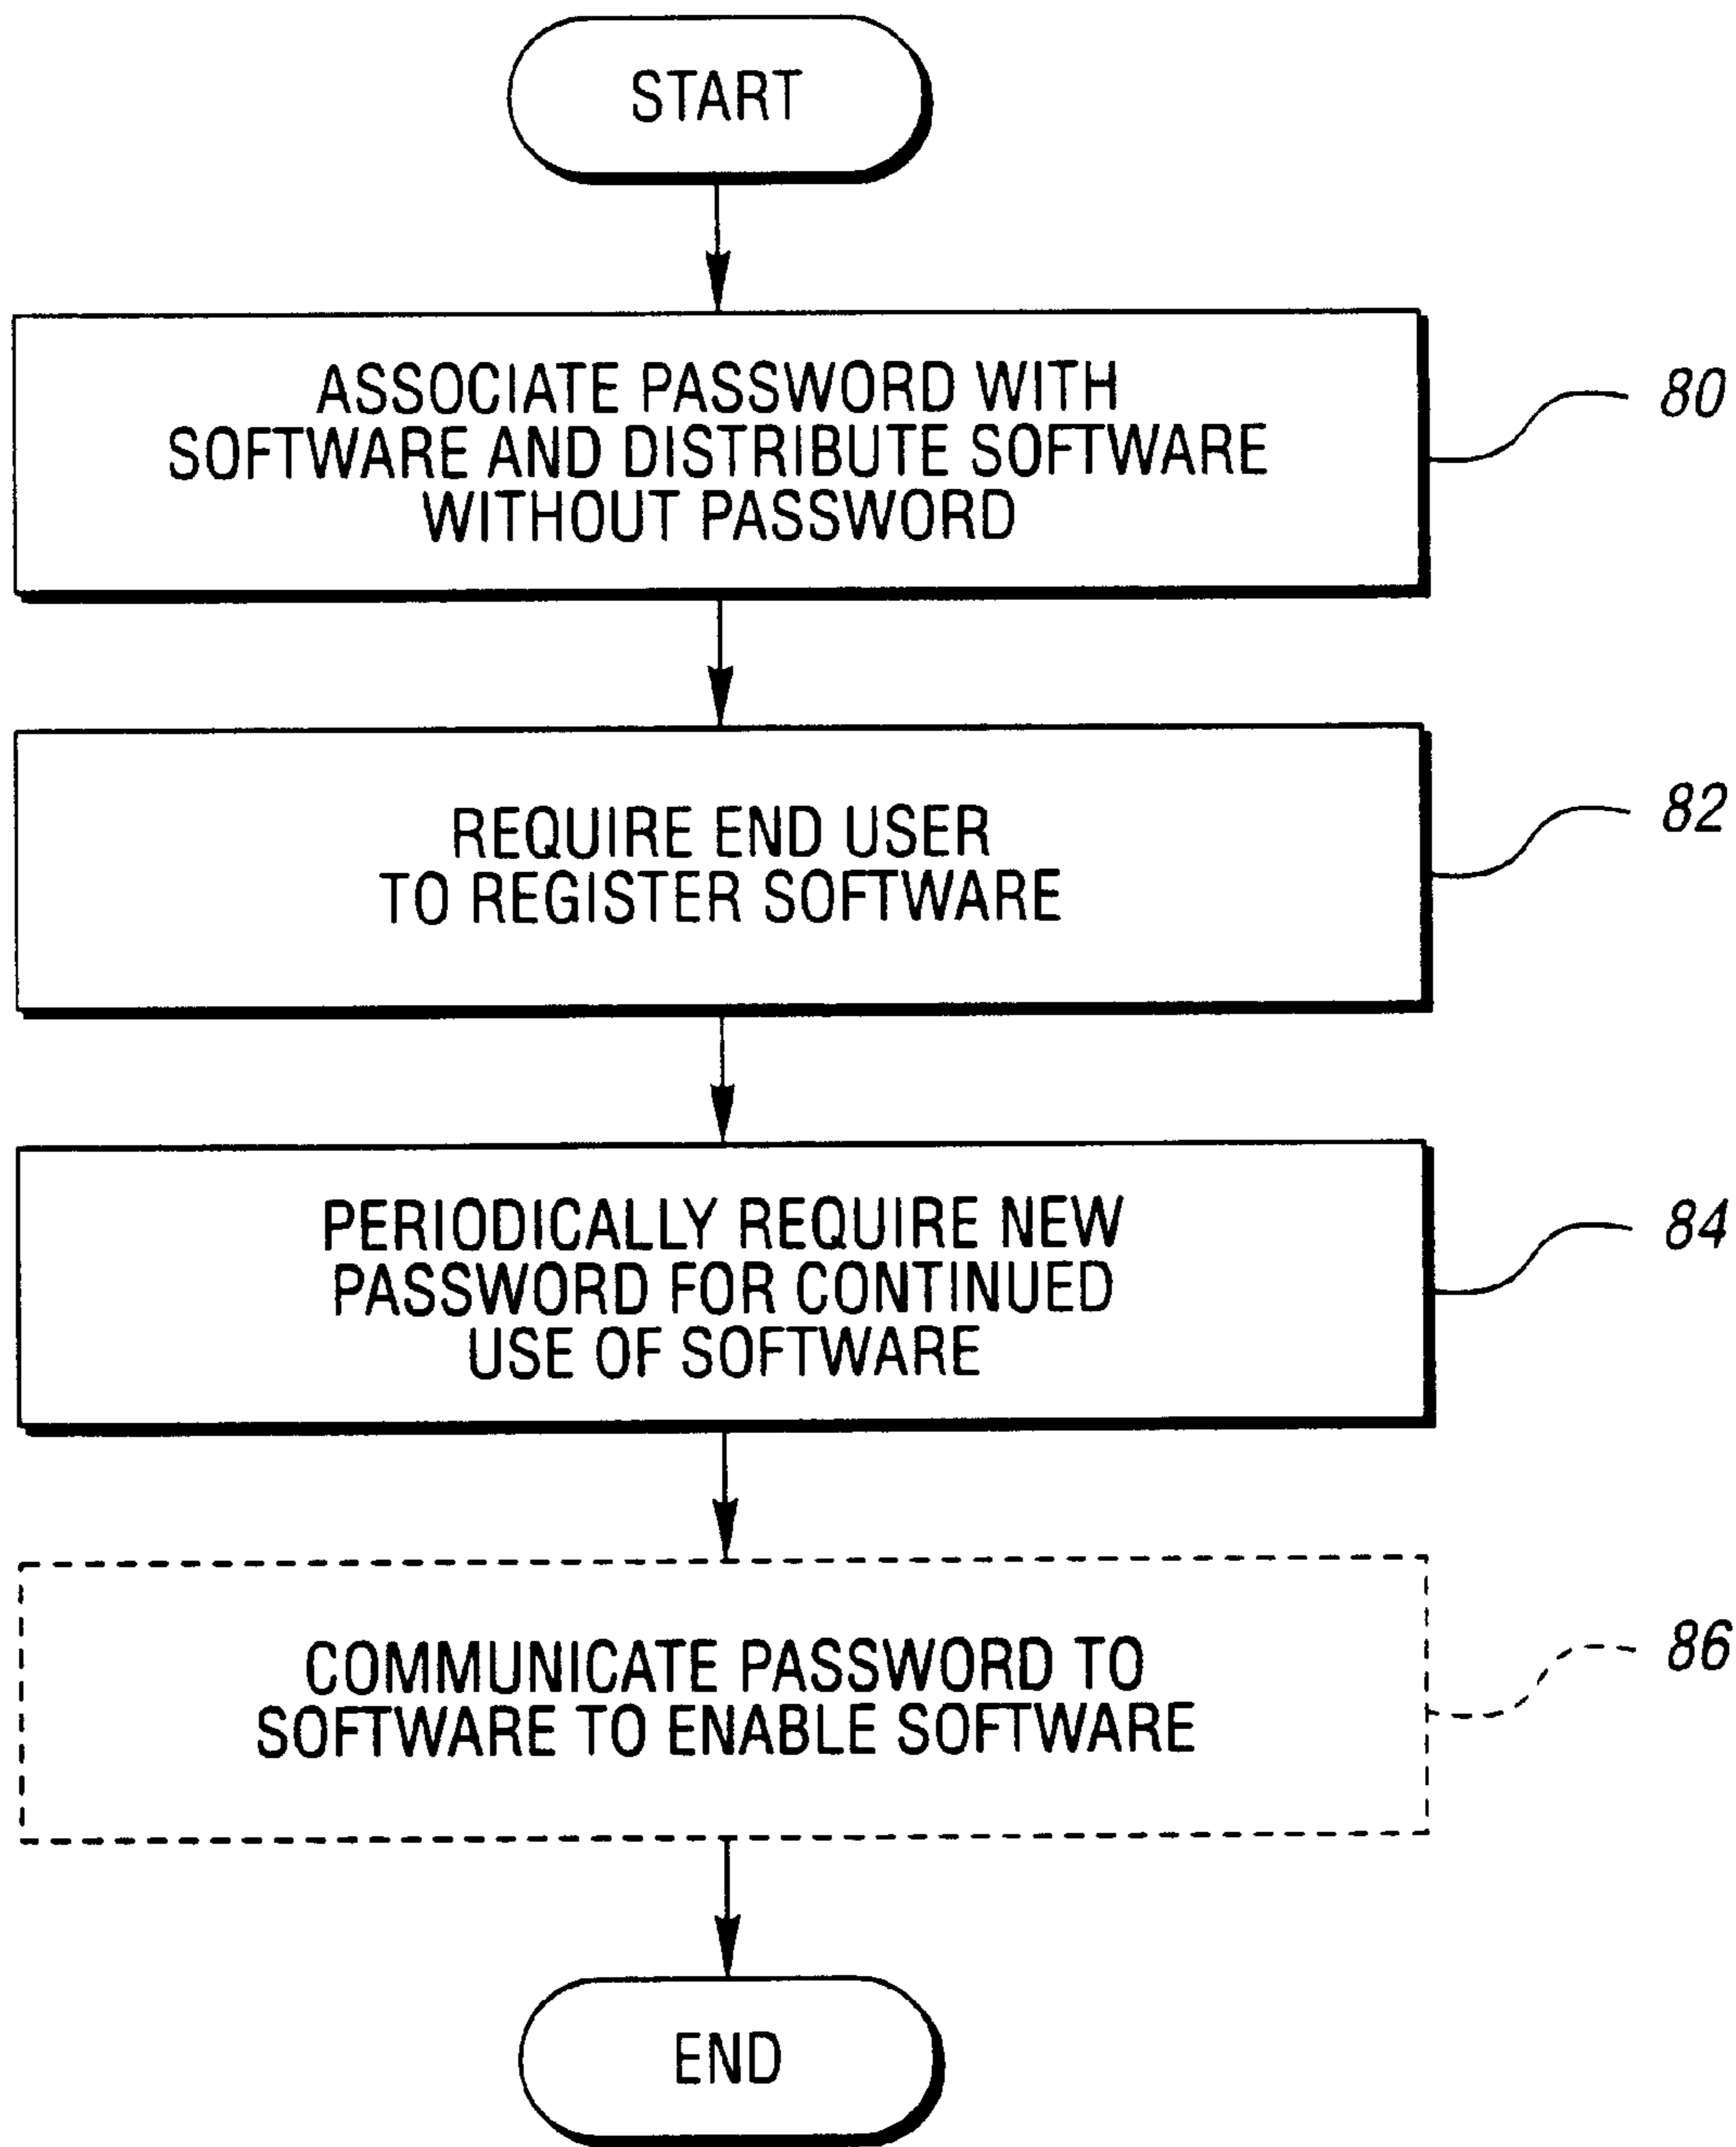 START
ASSOCIATE PASSWORD WITH
SOFTWARE AND DISTRIBUTE SOFTWARE
WITHOUT PASSWORD
80
REQUIRE END USER
TO REGISTER SOFTWARE
82
PERIODICALLY REQUIRE NEW
PASSWORD FOR CONTINUED
USE OF SOFTWARE
84
COMMUNICATE PASSWORD TO
SOFTWARE TO ENABLE SOFTWARE
86
END